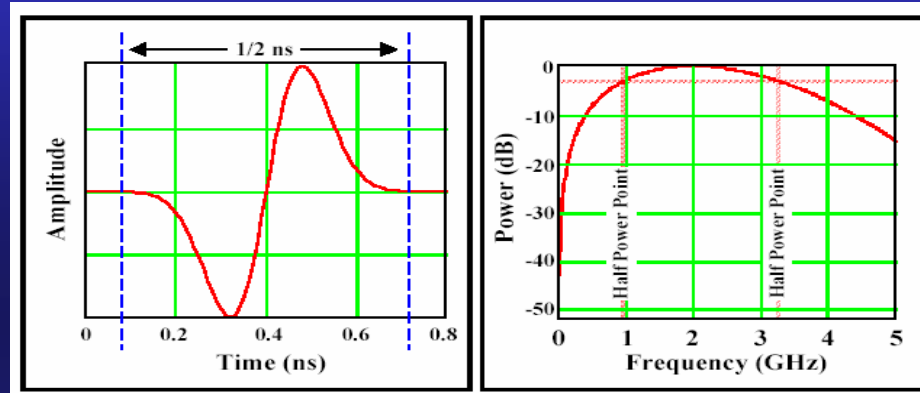 1/2 ns
Amplitude
0
0.2
0.4
0.6
0.8
Time (ns)
Power (dB)
0
-10
-20
-30
-40
-50
Half Power Point
Half Power Point
0
1
2
3
4
5
Frequency (GHz)